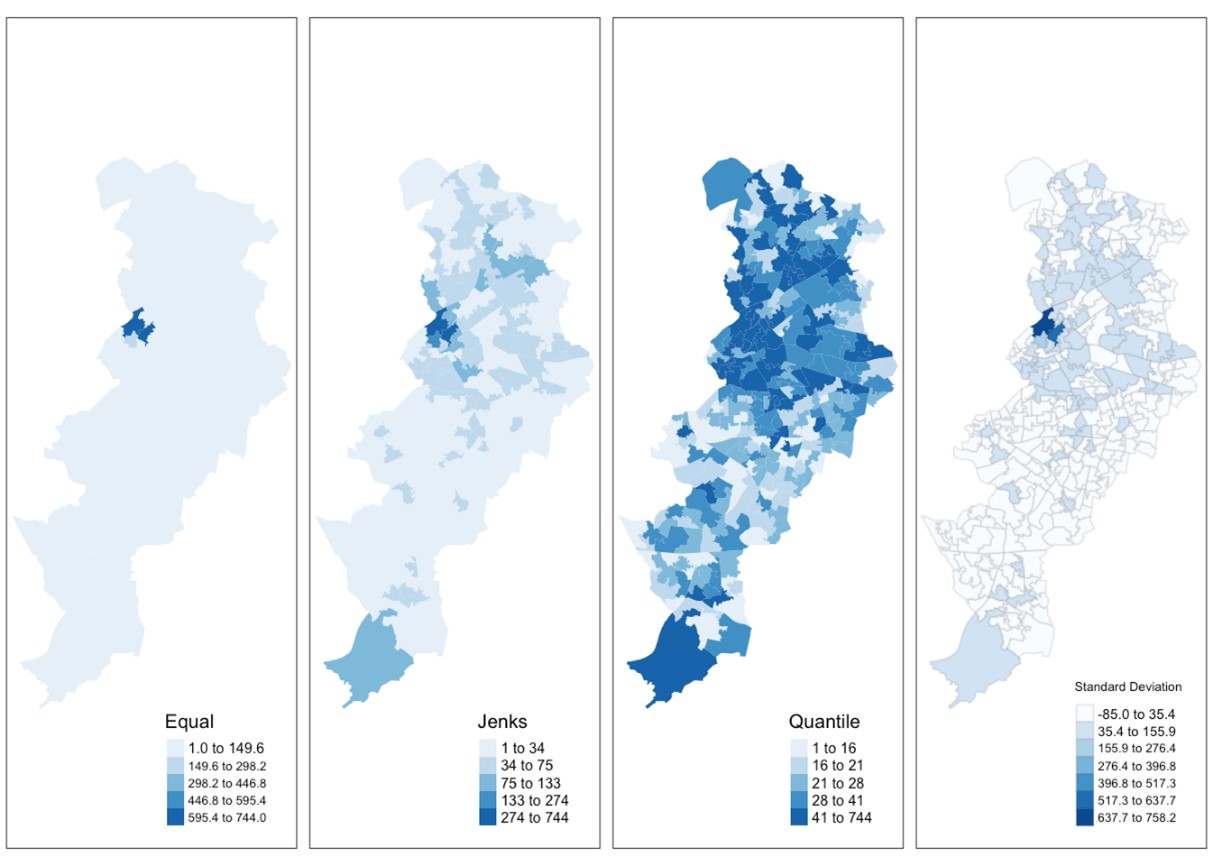 Equal
1.0 to 149.6
149.6 to 298.2
298.2 to 446.8
446.8 to 595.4
595.4 to 744.0
Jenks
1 to 34
34 to 75
75 to 133
133 to 274
274 to 744
Quantile
1 to 16
16 to 21
21 to 28
28 to 41
41 to 744
Standard Deviation
-85.0 to 35.4
35.4 to 155.9
155.9 to 276.4
276.4 to 396.8
396.8 to 517.3
517.3 to 637.7
637.7 to 758.2